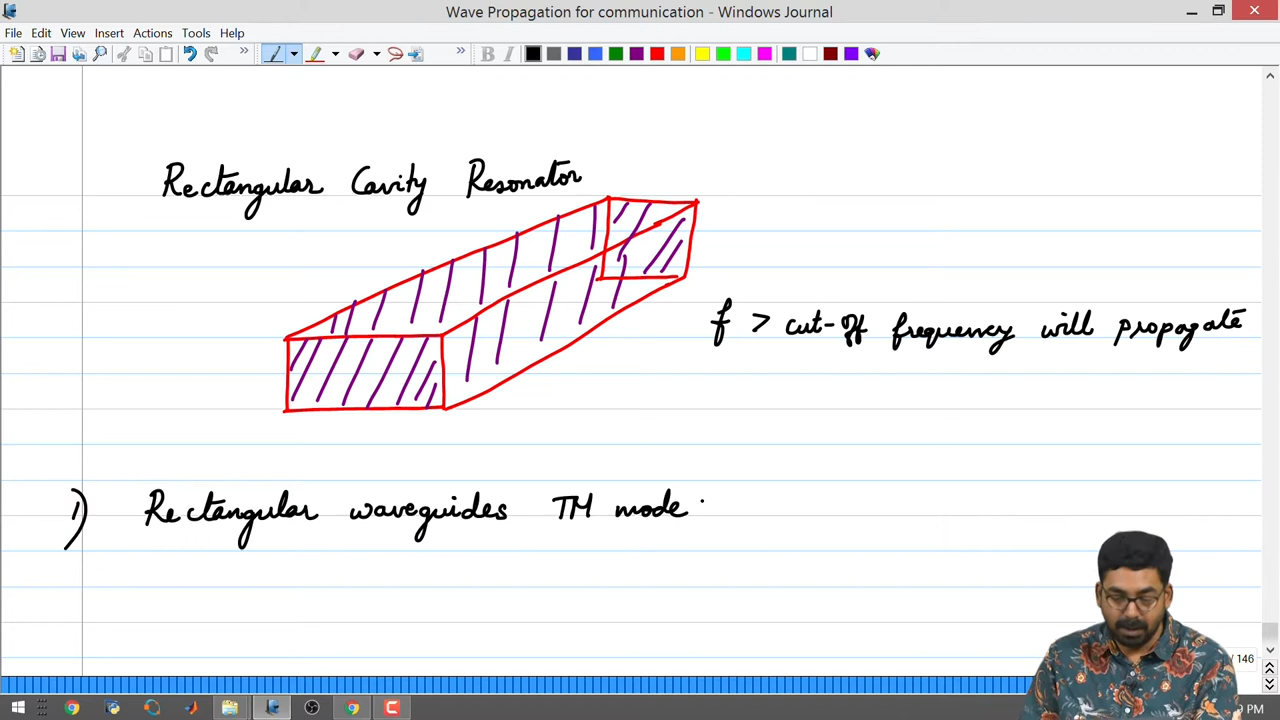 Wave Propagation for communication - Windows Journal
File Edit View Insert Actions Tools Help
B I
Rectangular Cavity Resonator
f > cut-off frequency will propagate
1) Rectangular waveguides TM mode
/ 146
PM